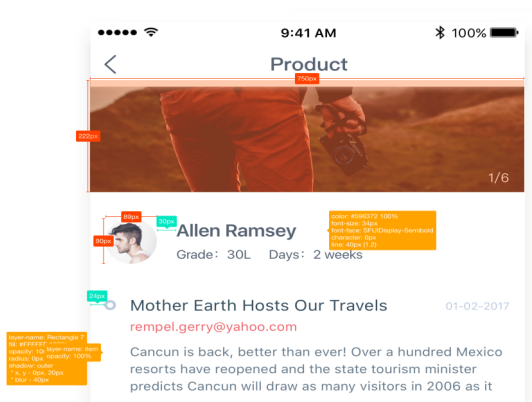 9:41 AM
100%
Product
750px
222px
1/6
89px
30px
90px
Allen Ramsey
color: #596372 100%
font-size: 34px
font-face: SFUIDisplay-Semibold
character: 0px
line: 40px (1.2)
Grade: 30L Days: 2 weeks
24px
Mother Earth Hosts Our Travels
01-02-2017
rempel.gerry@yahoo.com
layer-name: Rectangle 7
fill: #FFFFFF
opacity: 10
radius: 0px
shadow: outer
* x, y - 0px, 20px
* blur - 40px
layer-name: item
opacity: 100%
Cancun is back, better than ever! Over a hundred Mexico
resorts have reopened and the state tourism minister
predicts Cancun will draw as many visitors in 2006 as it